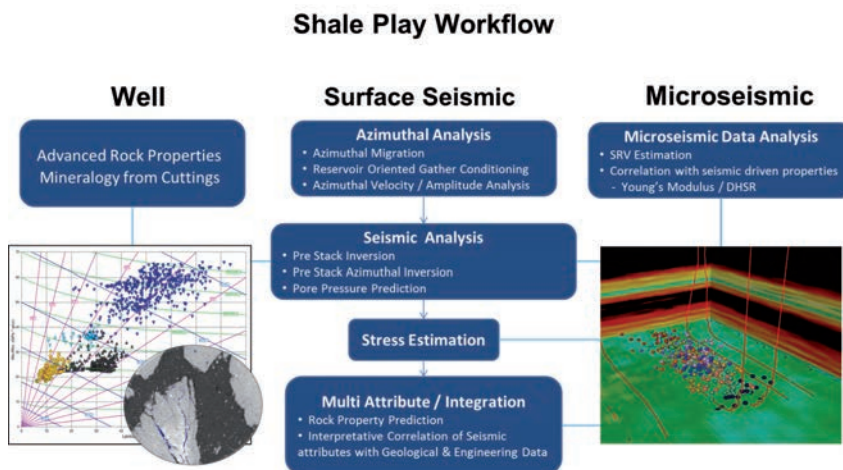 Shale Play Workflow
Well
Surface Seismic
Microseismic
Advanced Rock Properties
Mineralogy from Cuttings
Azimuthal Analysis
• Azimuthal Migration
• Reservoir Oriented Gather Conditioning
• Azimuthal Velocity / Amplitude Analysis
Microseismic Data Analysis
• SRV Estimation
• Correlation with seismic driven properties
- Young's Modulus / DHSR
Seismic Analysis
• Pre Stack Inversion
• Pre Stack Azimuthal Inversion
• Pore Pressure Prediction
Stress Estimation
Multi Attribute / Integration
• Rock Property Prediction
• Interpretative Correlation of Seismic
attributes with Geological & Engineering Data